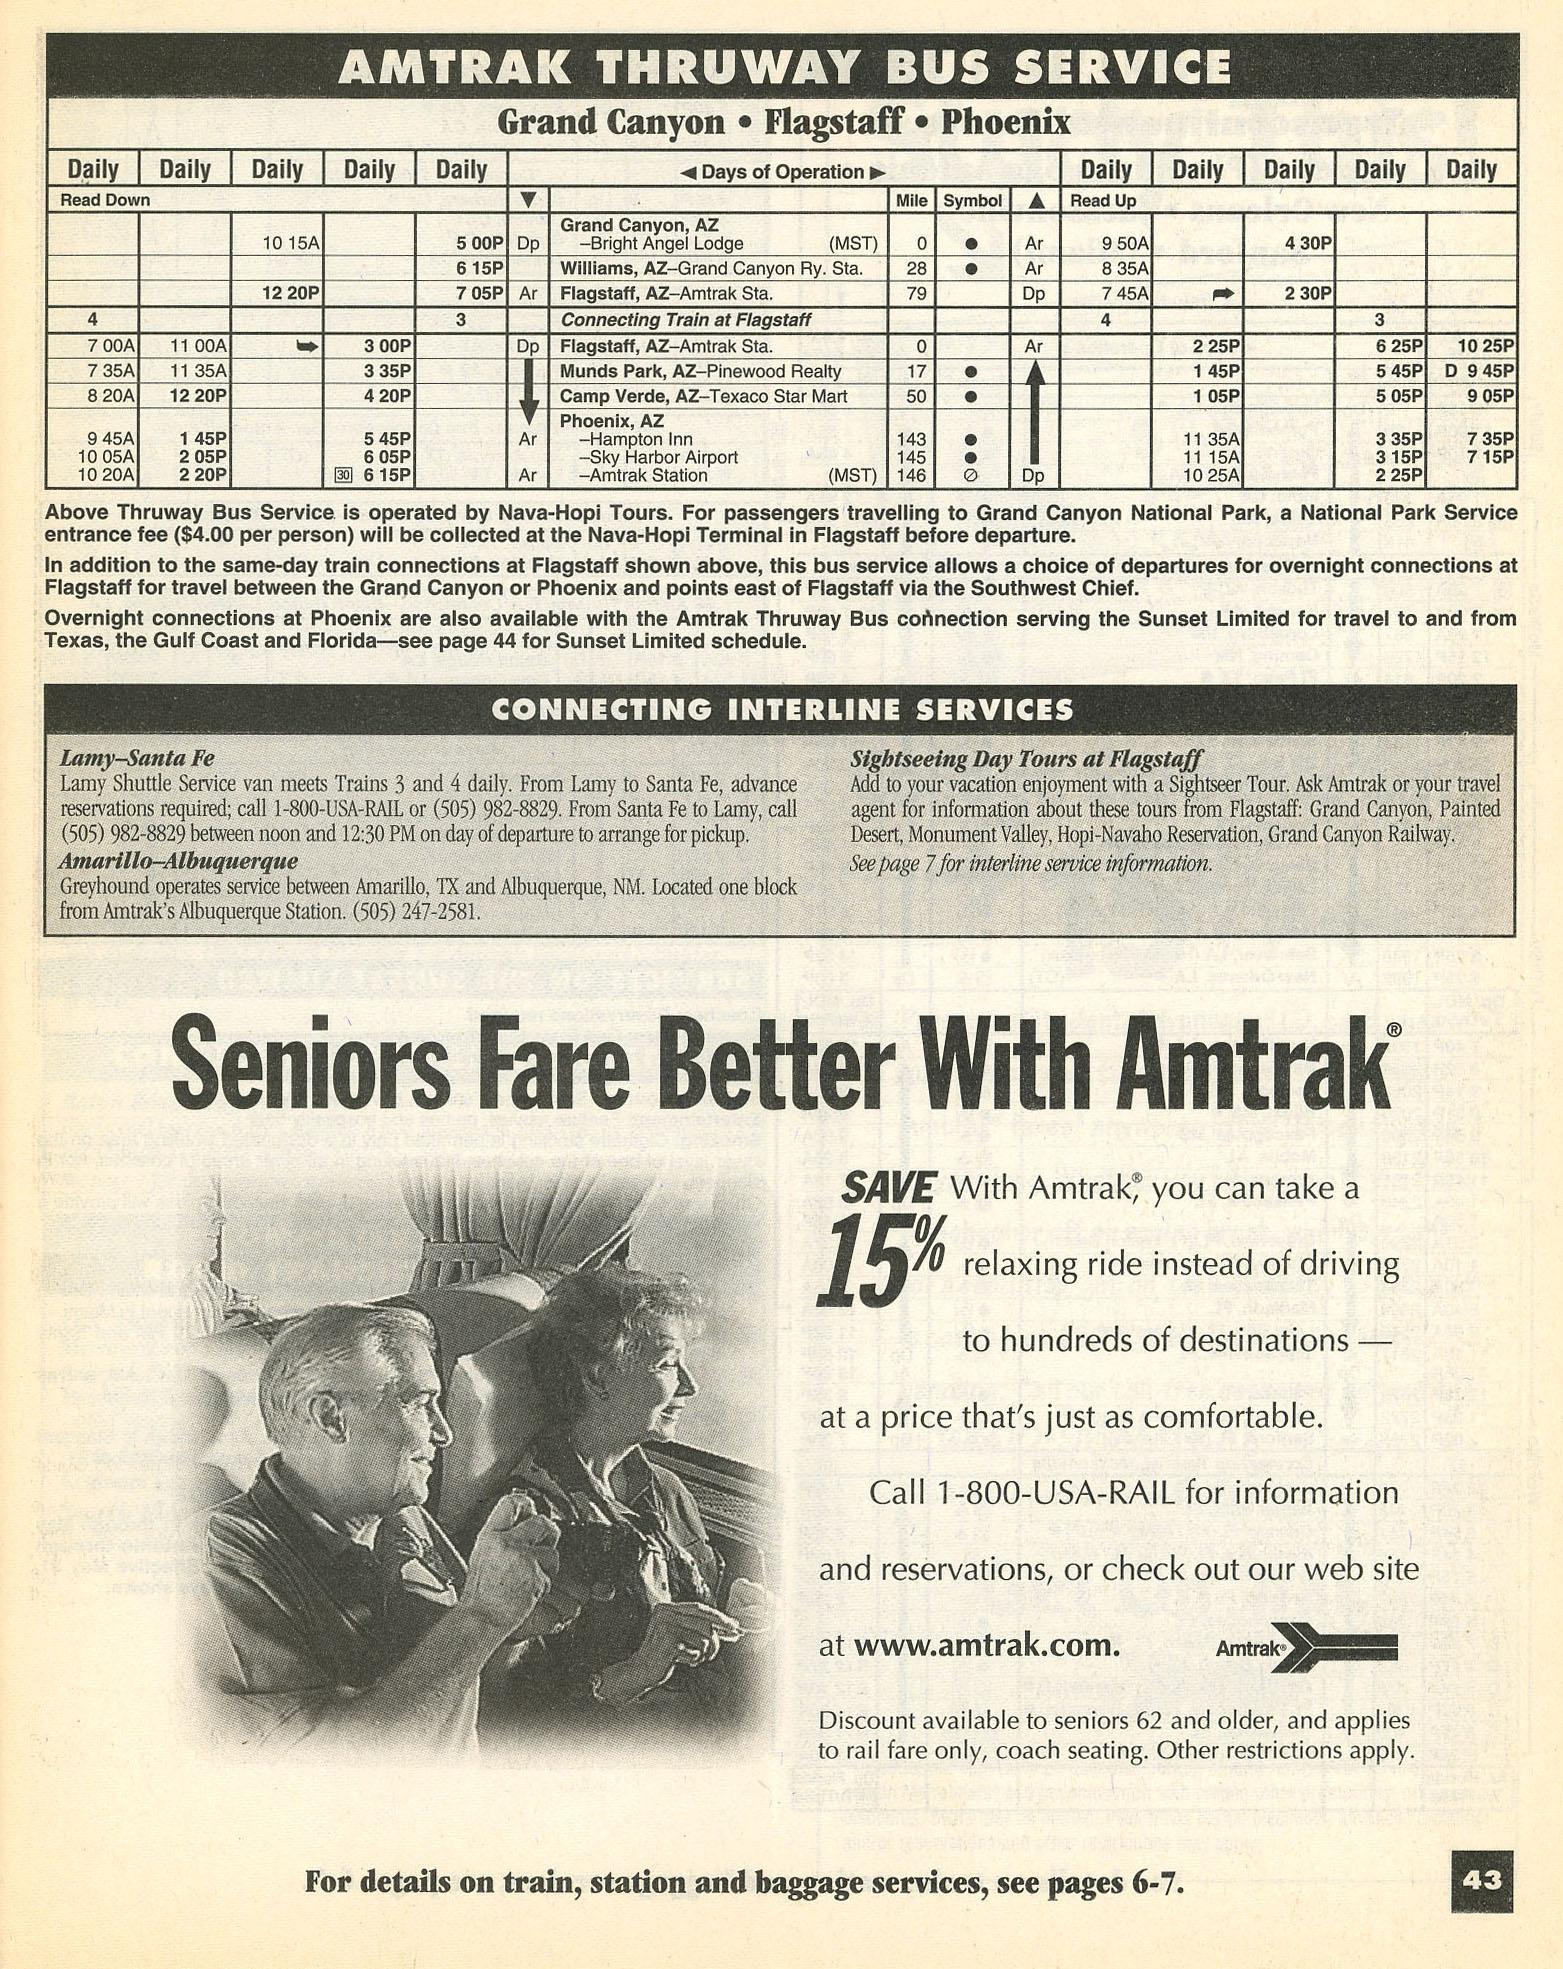 AMTRAK THRUWAY BUS SERVICE
Grand Canyon • Flagstaff • Phoenix
Daily Daily Daily Daily Daily ◀ Days of Operation ▶ Daily Daily Daily Daily Daily
Read Down ▼ Mile Symbol ▲ Read Up
Grand Canyon, AZ
10 15A 5 00P Dp –Bright Angel Lodge (MST) 0 ● Ar 9 50A 4 30P
6 15P Williams, AZ–Grand Canyon Ry. Sta. 28 ● Ar 8 35A
12 20P 7 05P Ar Flagstaff, AZ–Amtrak Sta. 79 Dp 7 45A 2 30P
4 3 Connecting Train at Flagstaff 4 3
7 00A 11 00A 3 00P Dp Flagstaff, AZ–Amtrak Sta. 0 Ar 2 25P 6 25P 10 25P
7 35A 11 35A 3 35P Munds Park, AZ–Pinewood Realty 17 ● 1 45P 5 45P D 9 45P
8 20A 12 20P 4 20P Camp Verde, AZ–Texaco Star Mart 50 ● 1 05P 5 05P 9 05P
Phoenix, AZ
9 45A 1 45P 5 45P Ar –Hampton Inn 143 ● 11 35A 3 35P 7 35P
10 05A 2 05P 6 05P –Sky Harbor Airport 145 ● 11 15A 3 15P 7 15P
10 20A 2 20P 30 6 15P Ar –Amtrak Station (MST) 146 ∅ Dp 10 25A 2 25P
Above Thruway Bus Service is operated by Nava-Hopi Tours. For passengers travelling to Grand Canyon National Park, a National Park Service
entrance fee ($4.00 per person) will be collected at the Nava-Hopi Terminal in Flagstaff before departure.
In addition to the same-day train connections at Flagstaff shown above, this bus service allows a choice of departures for overnight connections at
Flagstaff for travel between the Grand Canyon or Phoenix and points east of Flagstaff via the Southwest Chief.
Overnight connections at Phoenix are also available with the Amtrak Thruway Bus connection serving the Sunset Limited for travel to and from
Texas, the Gulf Coast and Florida—see page 44 for Sunset Limited schedule.
CONNECTING INTERLINE SERVICES
Lamy–Santa Fe
Lamy Shuttle Service van meets Trains 3 and 4 daily. From Lamy to Santa Fe, advance
reservations required; call 1-800-USA-RAIL or (505) 982-8829. From Santa Fe to Lamy, call
(505) 982-8829 between noon and 12:30 PM on day of departure to arrange for pickup.
Amarillo–Albuquerque
Greyhound operates service between Amarillo, TX and Albuquerque, NM. Located one block
from Amtrak's Albuquerque Station. (505) 247-2581.
Sightseeing Day Tours at Flagstaff
Add to your vacation enjoyment with a Sightseer Tour. Ask Amtrak or your travel
agent for information about these tours from Flagstaff: Grand Canyon, Painted
Desert, Monument Valley, Hopi-Navaho Reservation, Grand Canyon Railway.
See page 7 for interline service information.
Seniors Fare Better With Amtrak®
SAVE With Amtrak®, you can take a
15% relaxing ride instead of driving
to hundreds of destinations —
at a price that's just as comfortable.
Call 1-800-USA-RAIL for information
and reservations, or check out our web site
at www.amtrak.com. Amtrak®
Discount available to seniors 62 and older, and applies
to rail fare only, coach seating. Other restrictions apply.
For details on train, station and baggage services, see pages 6-7.
43